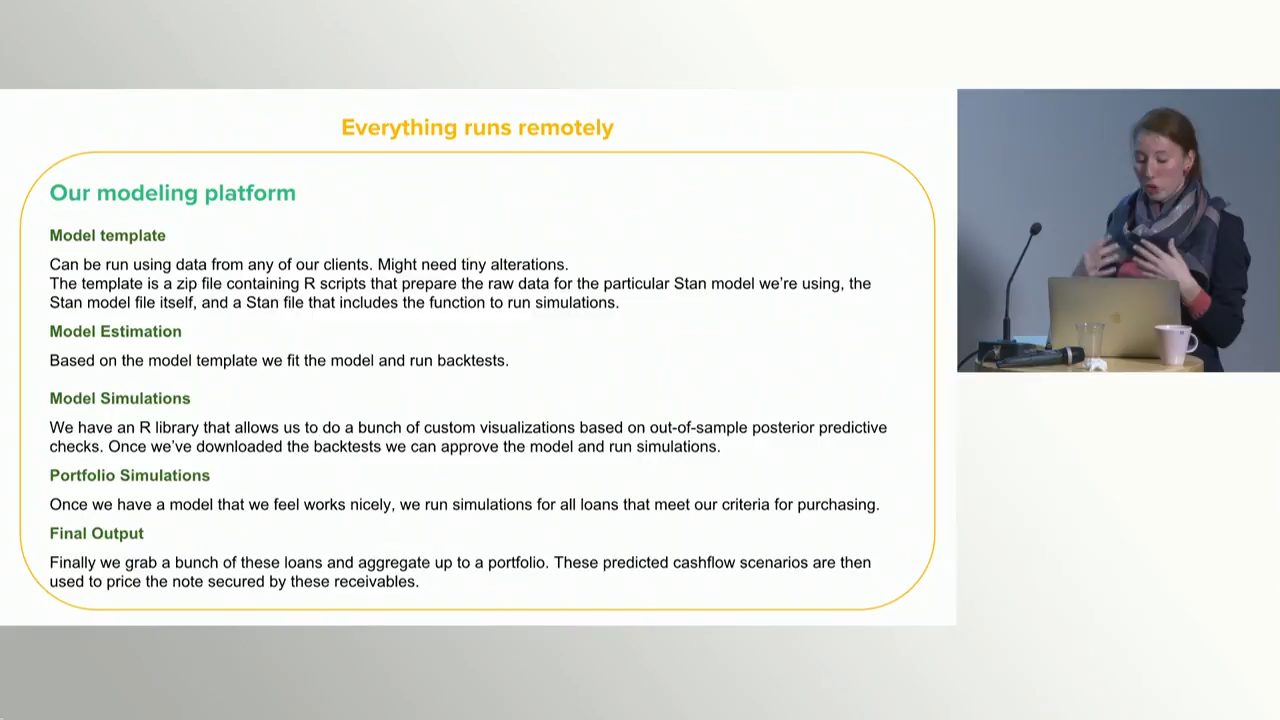 Everything runs remotely
Our modeling platform
Model template
Can be run using data from any of our clients. Might need tiny alterations.
The template is a zip file containing R scripts that prepare the raw data for the particular Stan model we're using, the
Stan model file itself, and a Stan file that includes the function to run simulations.
Model Estimation
Based on the model template we fit the model and run backtests.
Model Simulations
We have an R library that allows us to do a bunch of custom visualizations based on out-of-sample posterior predictive
checks. Once we've downloaded the backtests we can approve the model and run simulations.
Portfolio Simulations
Once we have a model that we feel works nicely, we run simulations for all loans that meet our criteria for purchasing.
Final Output
Finally we grab a bunch of these loans and aggregate up to a portfolio. These predicted cashflow scenarios are then
used to price the note secured by these receivables.